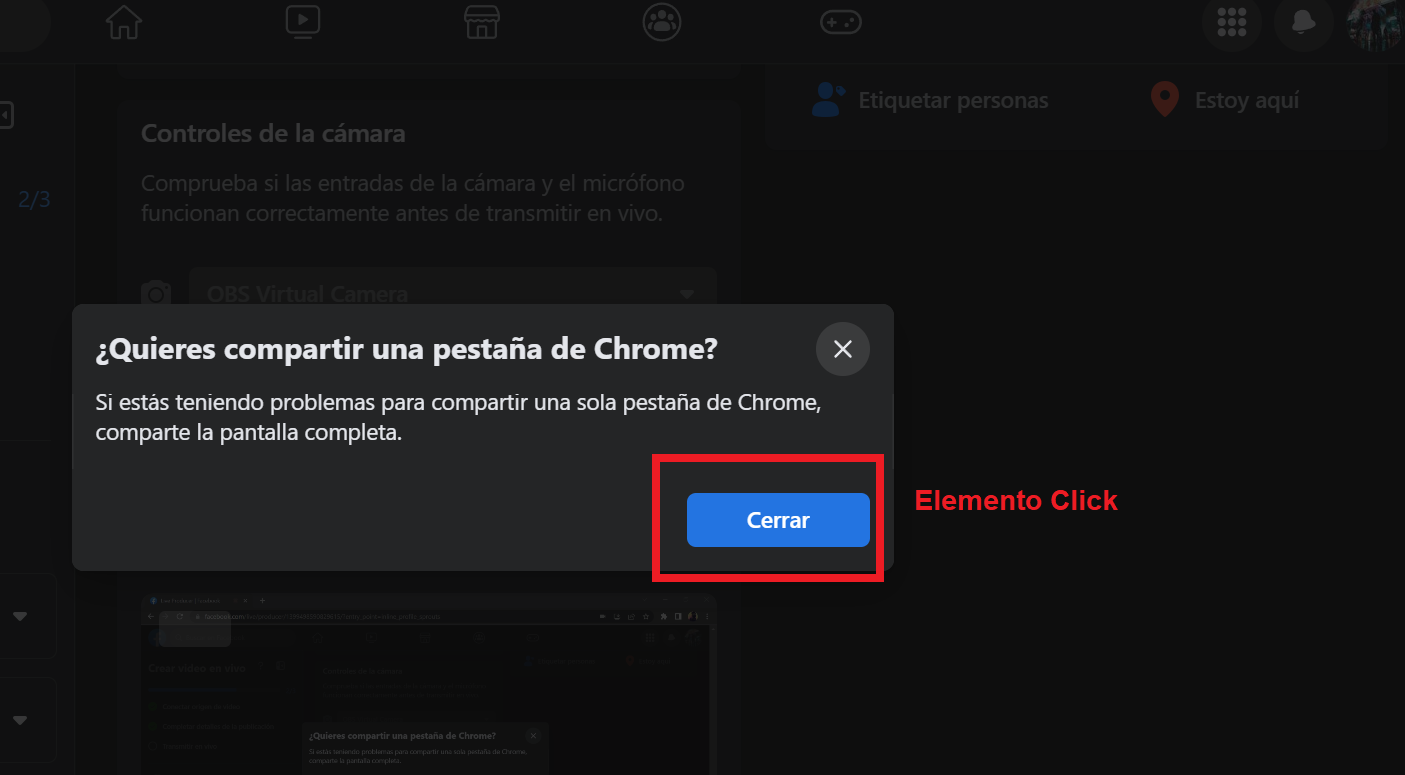 Etiquetar personas
Estoy aquí
Controles de la cámara
2/3
Comprueba si las entradas de la cámara y el micrófono
funcionan correctamente antes de transmitir en vivo.
OBS Virtual Camera
¿Quieres compartir una pestaña de Chrome?
Si estás teniendo problemas para compartir una sola pestaña de Chrome,
comparte la pantalla completa.
Cerrar
Elemento Click
Crear video en vivo
¿Quieres compartir una pestaña de Chrome?
Si estás teniendo problemas para compartir una sola pestaña de Chrome,
comparte la pantalla completa.